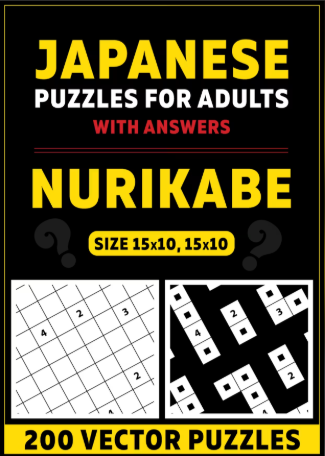 JAPANESE
PUZZLES FOR ADULTS
WITH ANSWERS
NURIKABE
? ?
SIZE 15x10, 15x10
2 3
4
2
4
3
2
4
2
200 VECTOR PUZZLES